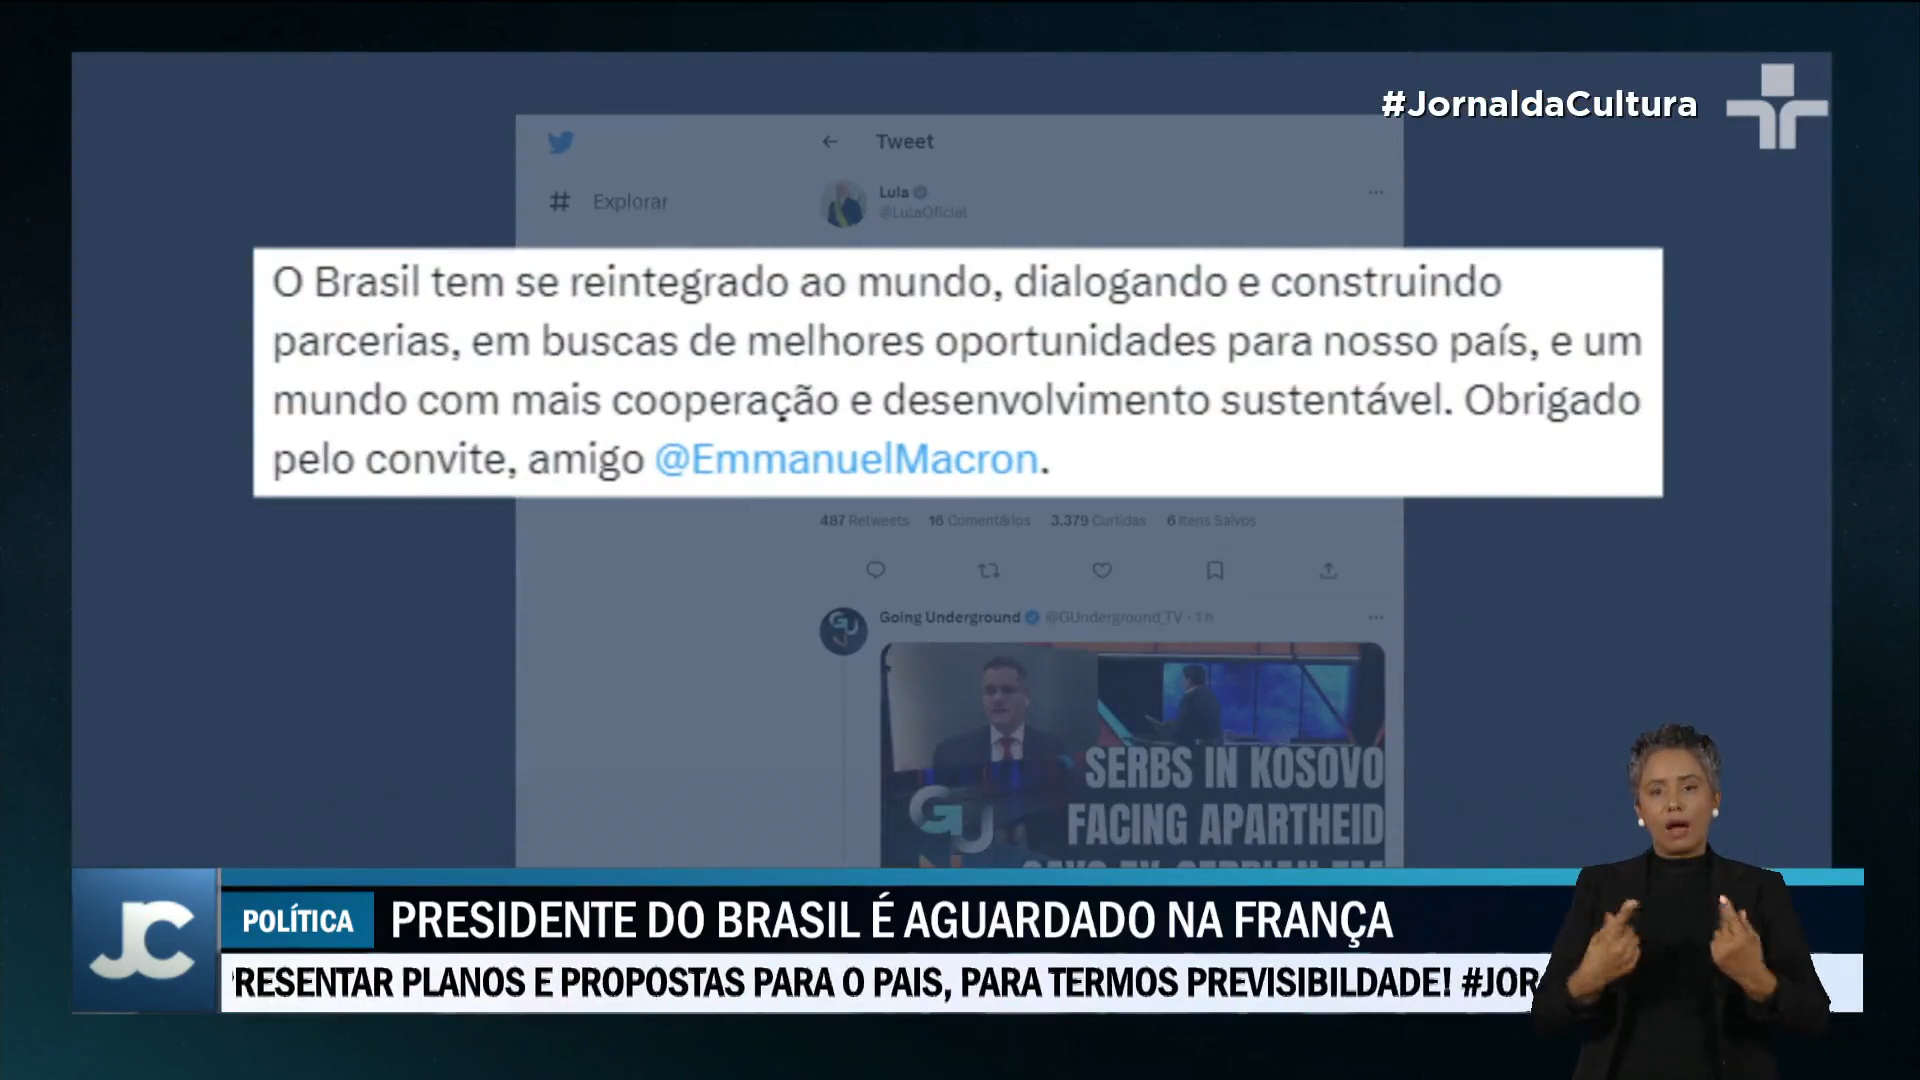 #JornaldaCultura
Tweet
Explorar
Lula
@LulaOficial
O Brasil tem se reintegrado ao mundo, dialogando e construindo
parcerias, em buscas de melhores oportunidades para nosso país, e um
mundo com mais cooperação e desenvolvimento sustentável. Obrigado
pelo convite, amigo @EmmanuelMacron.
487 Retweets 16 Comentários 3.379 Curtidas 6 Itens Salvos
Going Underground @GUnderground_TV · 1 h
SERBS IN KOSOVO
FACING APARTHEID
GU
JC
POLÍTICA
PRESIDENTE DO BRASIL É AGUARDADO NA FRANÇA
RESENTAR PLANOS E PROPOSTAS PARA O PAIS, PARA TERMOS PREVISIBILDADE! #JOR